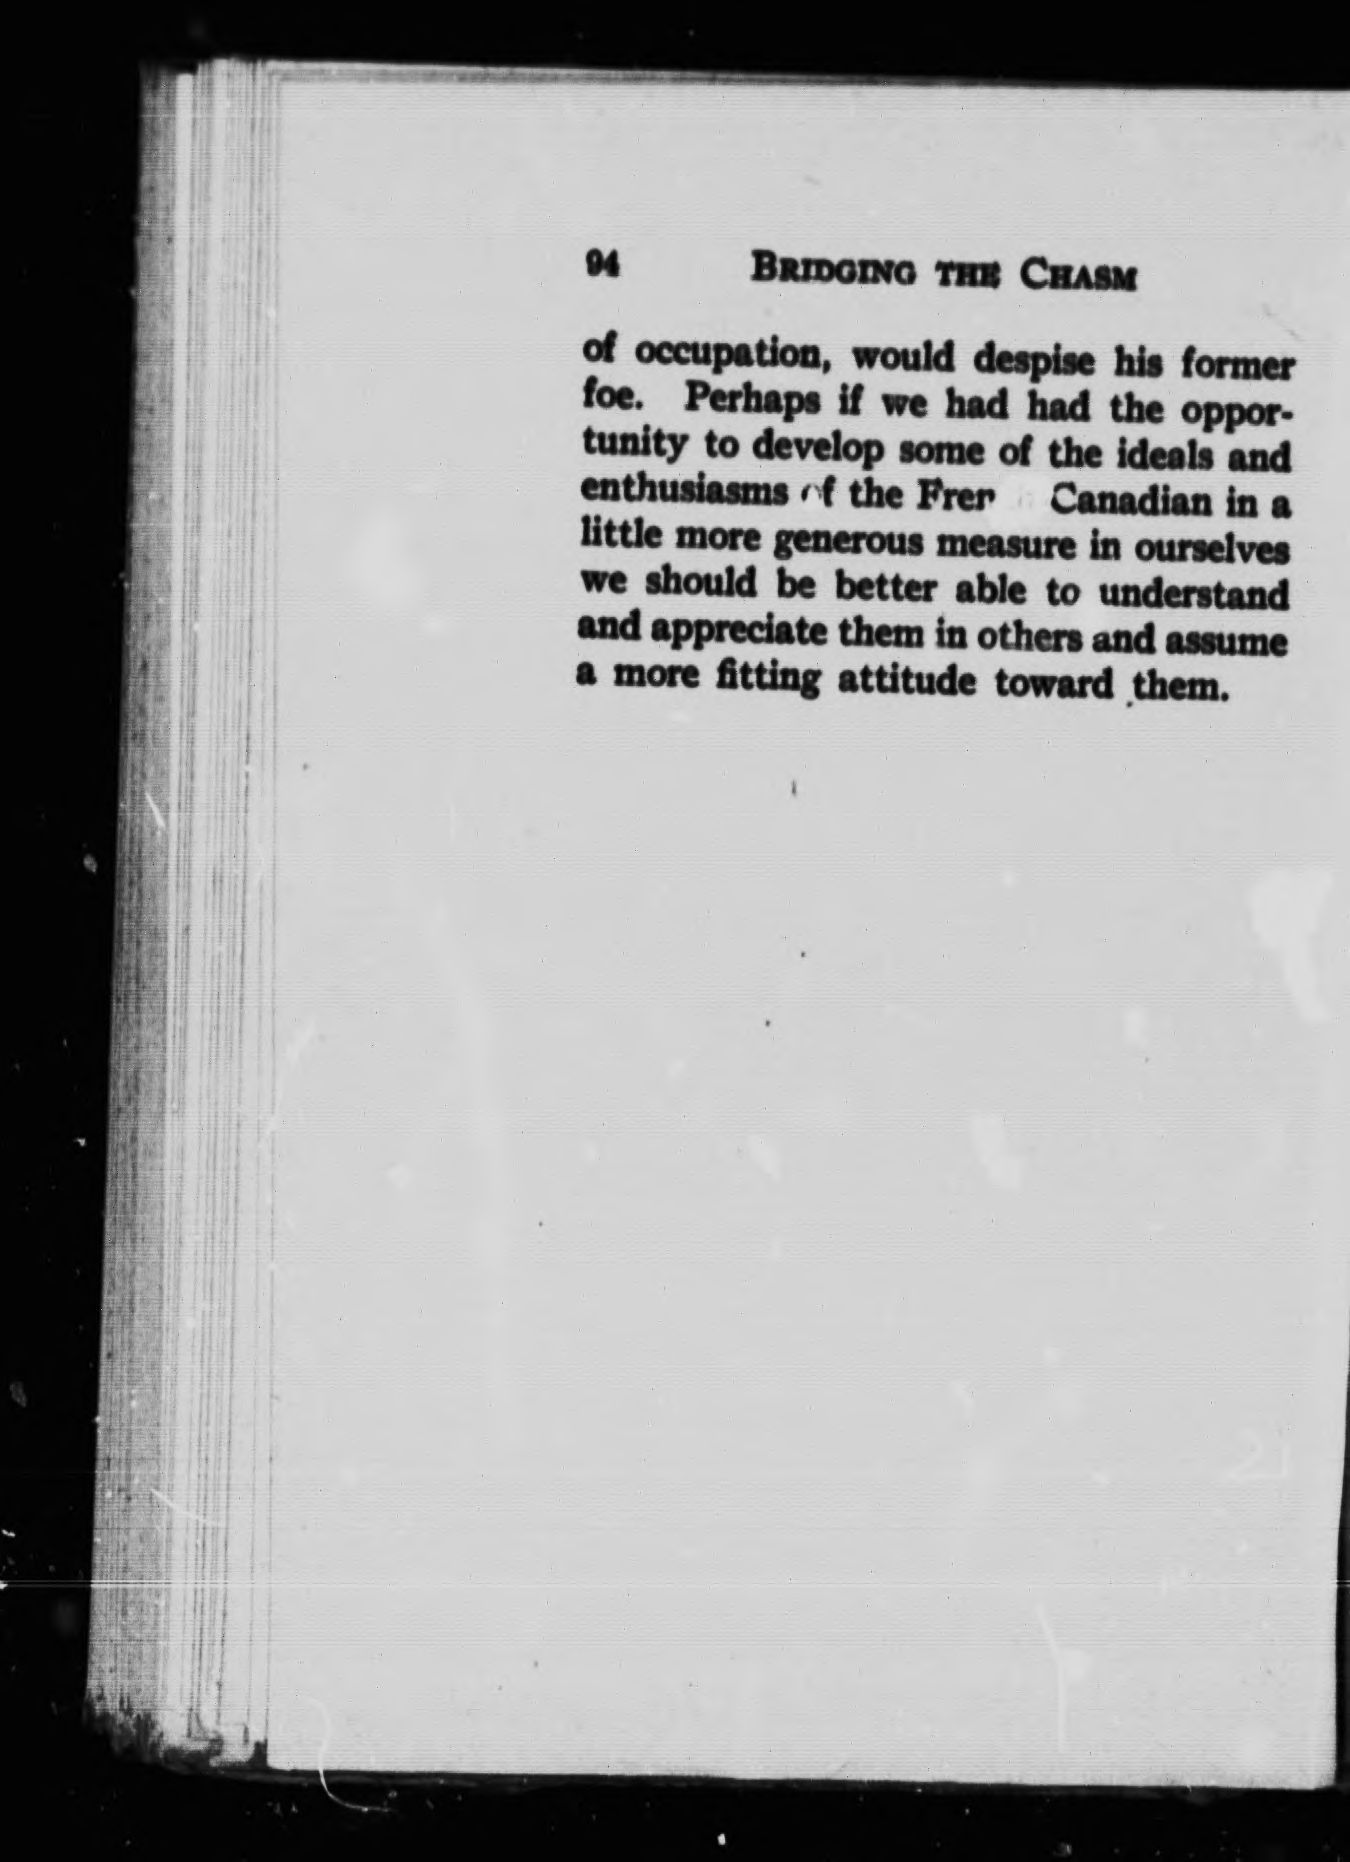 94 BRIDGING THE CHASM
of occupation, would despise his former
foe. Perhaps if we had had the oppor-
tunity to develop some of the ideals and
enthusiasms of the Canadian in a
little more generous measure in ourselves
we should be better able to understand
and appreciate them in others and assume
a more fitting attitude toward them.